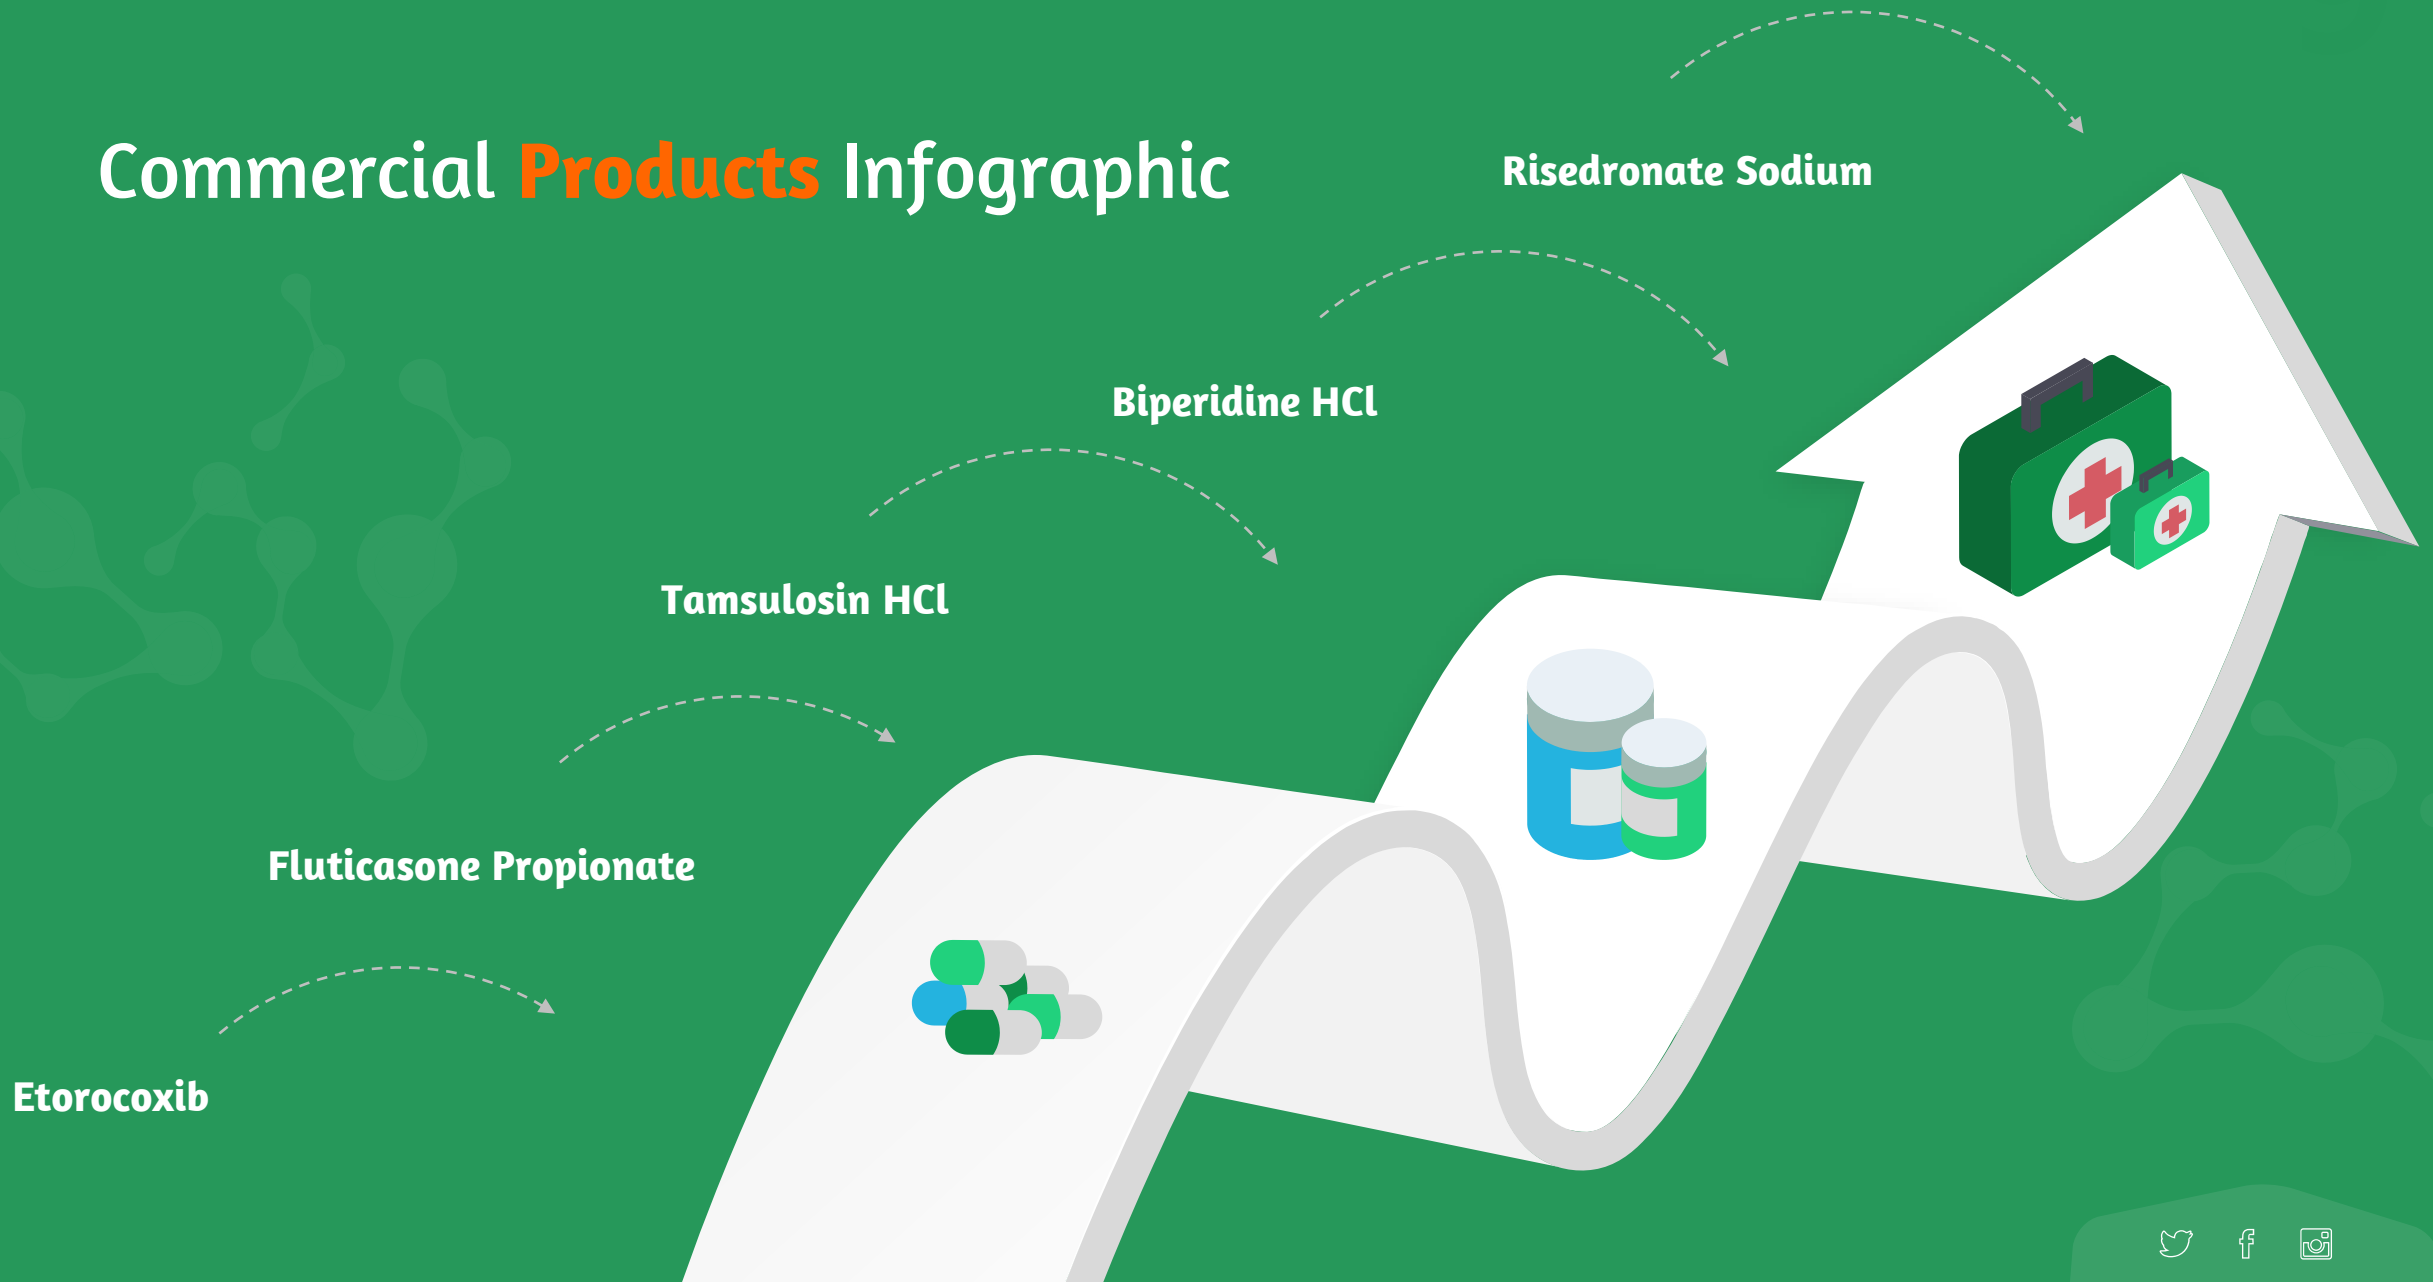 Commercial Products Infographic
Risedronate Sodium
Biperidine HCl
Tamsulosin HCl
Fluticasone Propionate
Etorocoxib